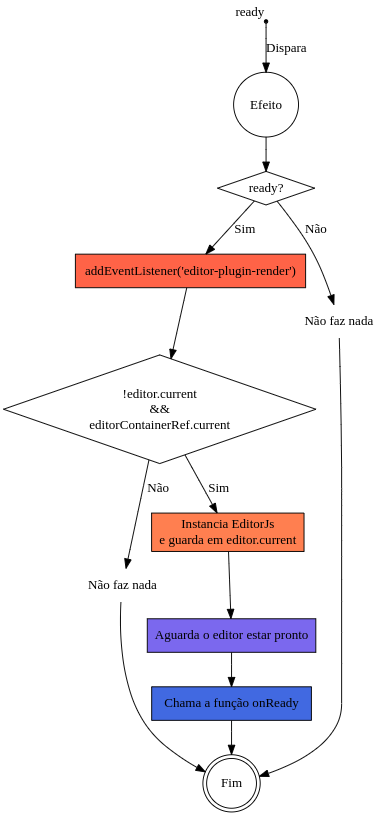 ready
Dispara
Efeito
ready?
Sim
Não
addEventListener('editor-plugin-render')
Não faz nada
!editor.current
&&
editorContainerRef.current
Não
Sim
Instancia EditorJs
e guarda em editor.current
Não faz nada
Aguarda o editor estar pronto
Chama a função onReady
Fim